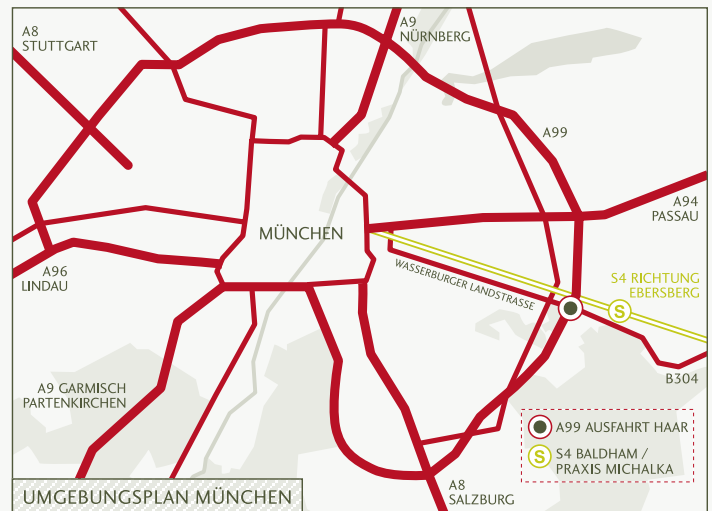 A8
STUTTGART
A9
NÜRNBERG
A99
A94
PASSAU
MÜNCHEN
WASSERBURGER LANDSTRASSE
S4 RICHTUNG
EBERSBERG
S
A96
LINDAU
B304
A9 GARMISCH
PARTENKIRCHEN
A99 AUSFAHRT HAAR
S
S4 BALDHAM /
PRAXIS MICHALKA
A8
SALZBURG
UMGEBUNGSPLAN MÜNCHEN